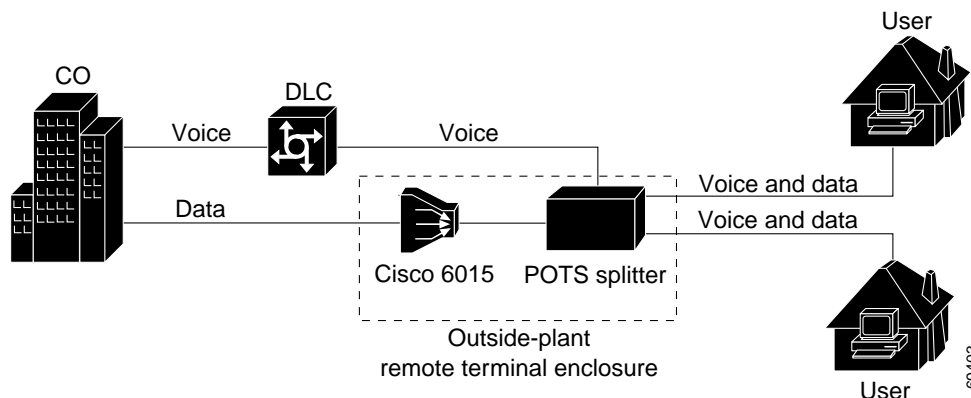 User
CO
DLC
Voice
Voice
Voice and data
Data
Voice and data
Cisco 6015
POTS splitter
Outside-plant
remote terminal enclosure
User